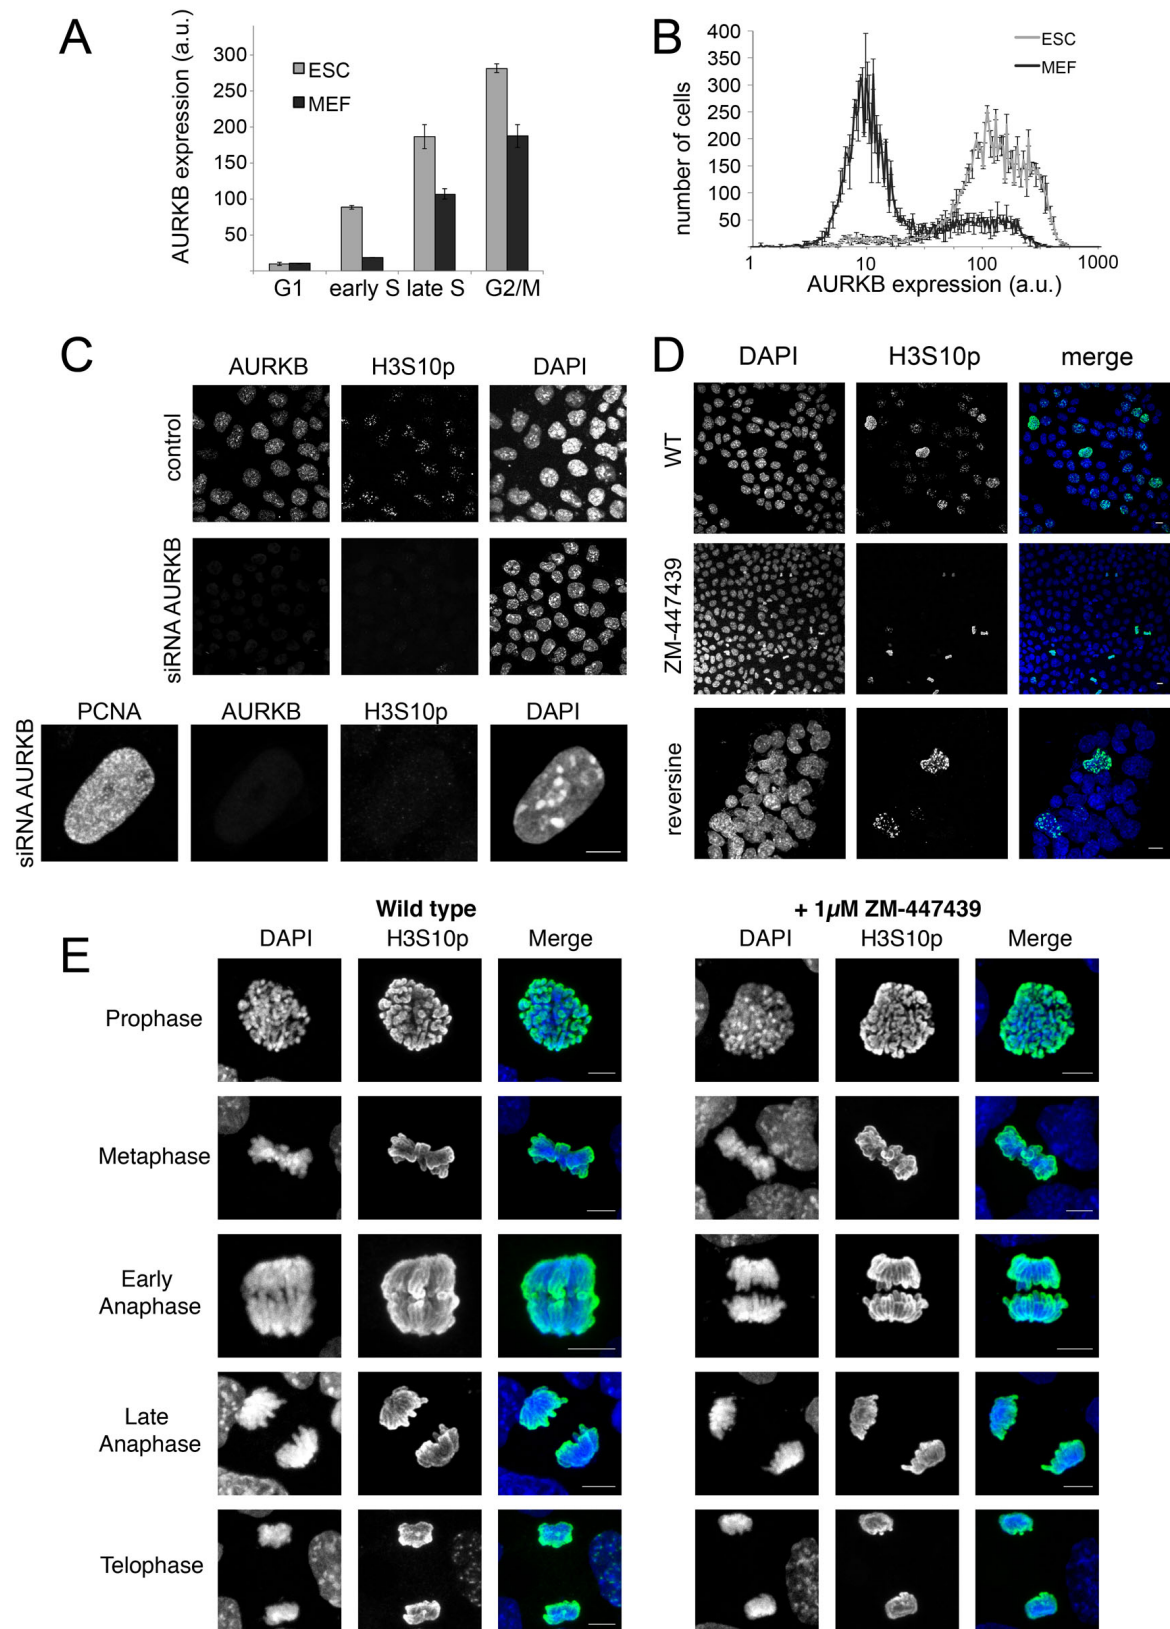 A
AURKB expression (a.u.)
300
250
200
150
100
50
ESC
MEF
G1 early S late S G2/M
B
number of cells
400
350
300
250
200
150
100
50
ESC
MEF
1 10 100 1000
AURKB expression (a.u.)
C
AURKB H3S10p DAPI
control
siRNA AURKB
PCNA AURKB H3S10p DAPI
siRNA AURKB
D
DAPI H3S10p merge
WT
ZM-447439
reversine
E
Wild type + 1µM ZM-447439
DAPI H3S10p Merge DAPI H3S10p Merge
Prophase
Metaphase
Early
Anaphase
Late
Anaphase
Telophase